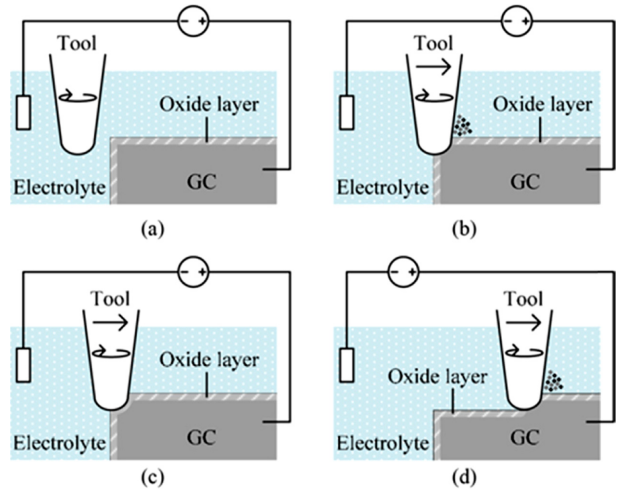 Tool
Oxide layer
GC
Electrolyte
(a)
Tool
Oxide layer
GC
Electrolyte
(b)
Tool
Oxide layer
GC
Electrolyte
(c)
Tool
Oxide layer
GC
Electrolyte
(d)